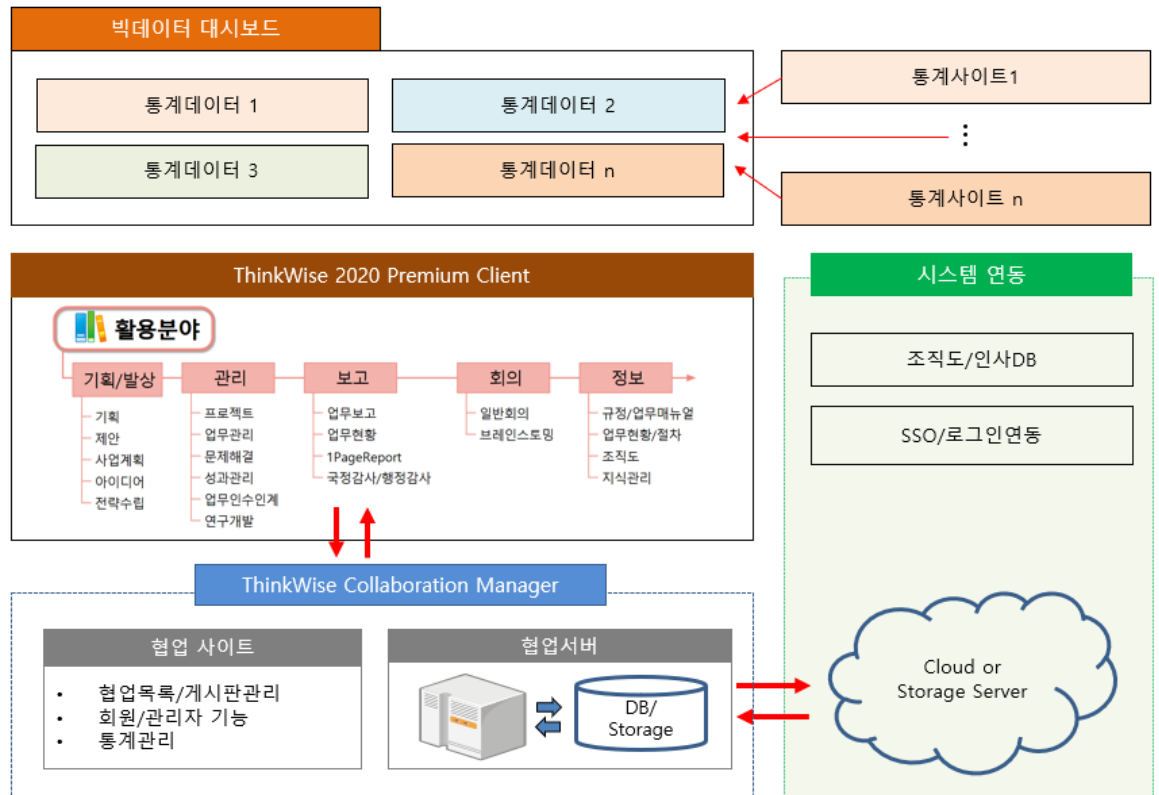 빅데이터 대시보드
통계데이터 1
통계데이터 2
통계데이터 3
통계데이터 n
통계사이트1
⋮
통계사이트 n
ThinkWise 2020 Premium Client
활용분야
기획/발상
기획
제안
사업계획
아이디어
전략수립
관리
프로젝트
업무관리
문제해결
성과관리
업무인수인계
연구개발
보고
업무보고
업무현황
1PageReport
국정감사/행정감사
회의
일반회의
브레인스토밍
정보
규정/업무매뉴얼
업무현황/절차
조직도
지식관리
시스템 연동
조직도/인사DB
SSO/로그인연동
Cloud or
Storage Server
ThinkWise Collaboration Manager
협업 사이트
• 협업목록/게시판관리
• 회원/관리자 기능
• 통계관리
협업서버
DB/
Storage